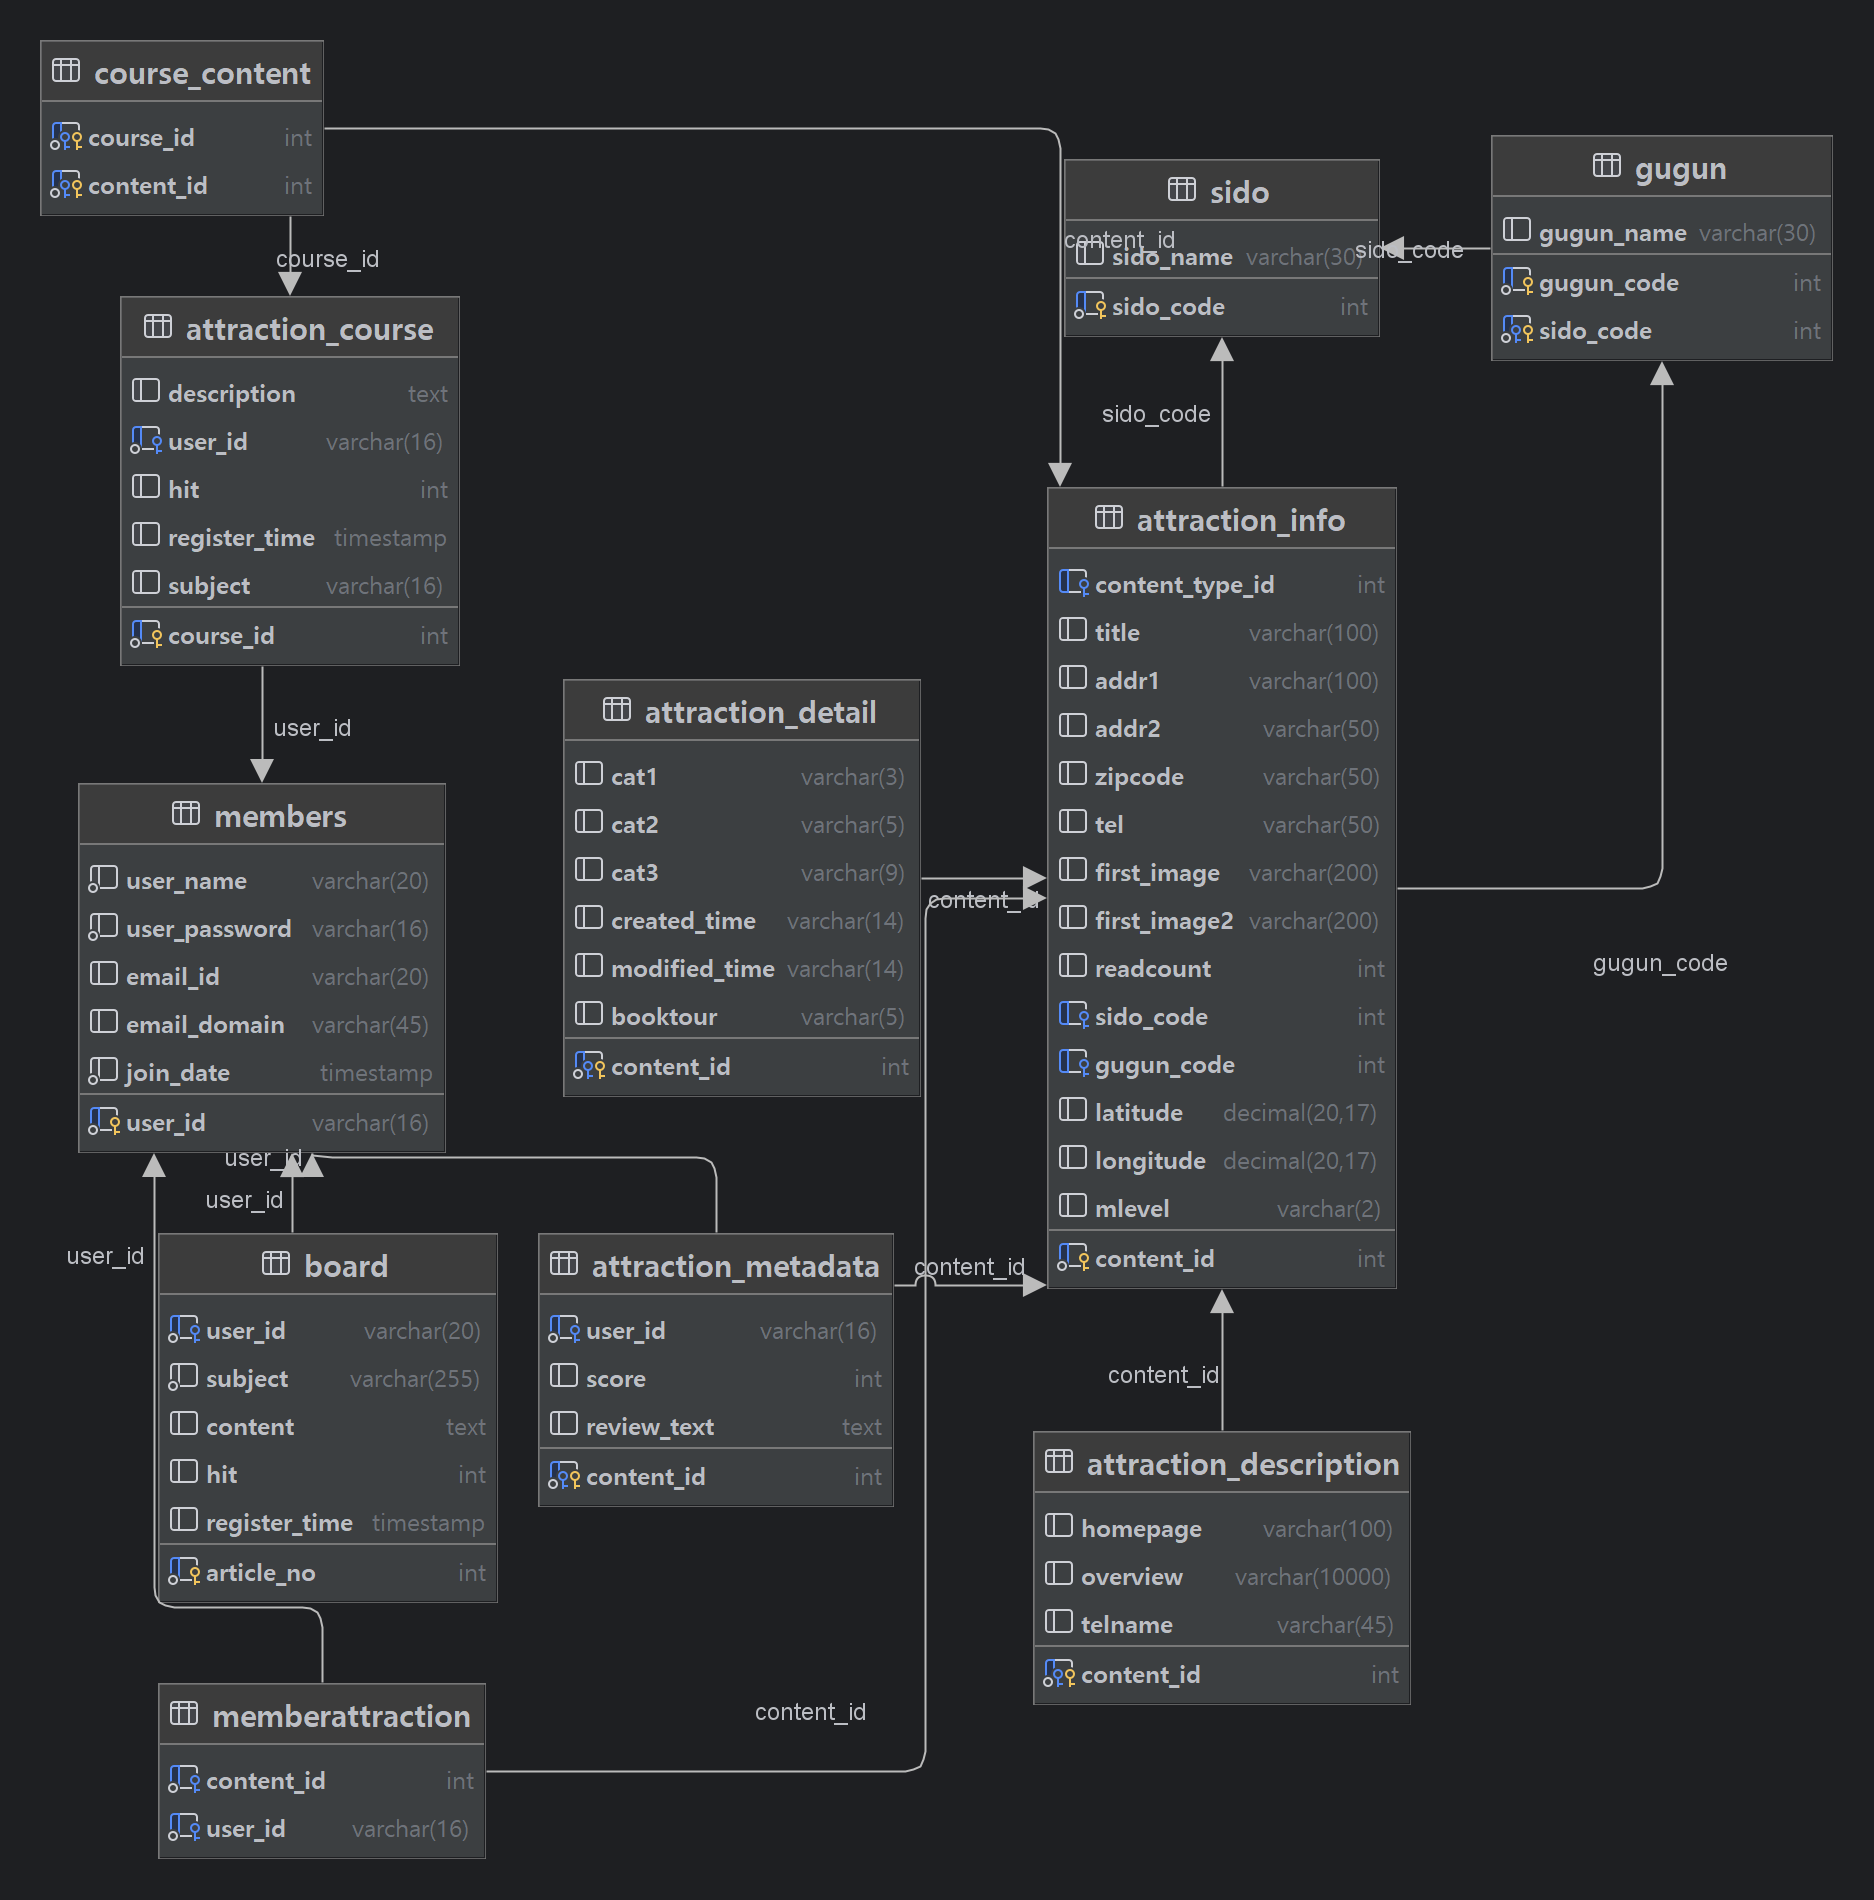 course_content
course_id int
content_id int
course_id
attraction_course
description text
user_id varchar(16)
hit int
register_time timestamp
subject varchar(16)
course_id int
user_id
members
user_name varchar(20)
user_password varchar(16)
email_id varchar(20)
email_domain varchar(45)
join_date timestamp
user_id varchar(16)
user_id
user_id
user_id
board
user_id varchar(20)
subject varchar(255)
content text
hit int
register_time timestamp
article_no int
memberattraction
content_id int
user_id varchar(16)
content_id
attraction_detail
cat1 varchar(3)
cat2 varchar(5)
cat3 varchar(9)
created_time varchar(14)
modified_time varchar(14)
booktour varchar(5)
content_id int
content_id
attraction_metadata
user_id varchar(16)
score int
review_text text
content_id int
content_id
sido
content_id
sido_name varchar(30)
sido_code int
sido_code
sido_code
gugun
gugun_name varchar(30)
gugun_code int
sido_code int
gugun_code
attraction_info
content_type_id int
title varchar(100)
addr1 varchar(100)
addr2 varchar(50)
zipcode varchar(50)
tel varchar(50)
first_image varchar(200)
first_image2 varchar(200)
readcount int
sido_code int
gugun_code int
latitude decimal(20,17)
longitude decimal(20,17)
mlevel varchar(2)
content_id int
content_id
attraction_description
homepage varchar(100)
overview varchar(10000)
telname varchar(45)
content_id int